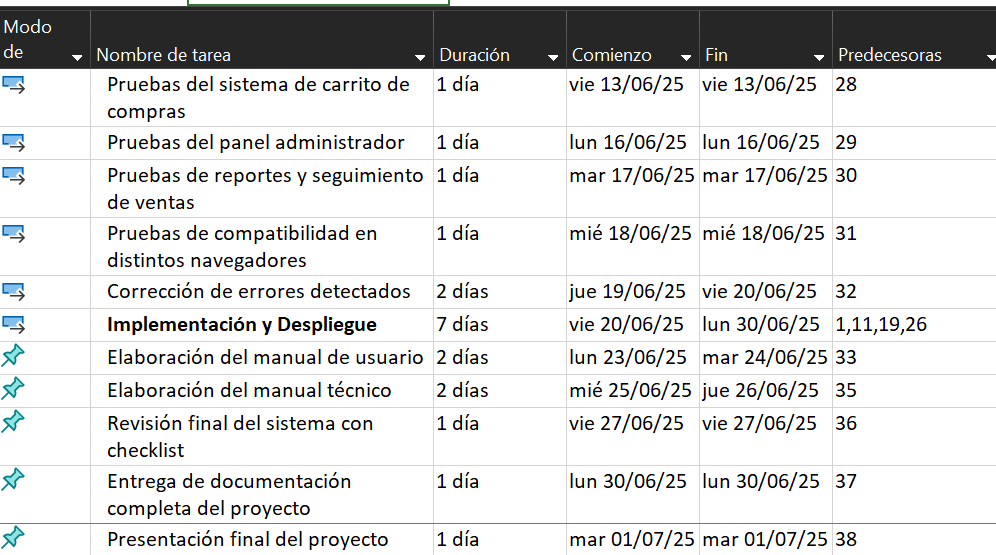 Modo de Nombre de tarea Duración Comienzo Fin Predecesoras
Pruebas del sistema de carrito de compras 1 día vie 13/06/25 vie 13/06/25 28
Pruebas del panel administrador 1 día lun 16/06/25 lun 16/06/25 29
Pruebas de reportes y seguimiento de ventas 1 día mar 17/06/25 mar 17/06/25 30
Pruebas de compatibilidad en distintos navegadores 1 día mié 18/06/25 mié 18/06/25 31
Corrección de errores detectados 2 días jue 19/06/25 vie 20/06/25 32
Implementación y Despliegue 7 días vie 20/06/25 lun 30/06/25 1,11,19,26
Elaboración del manual de usuario 2 días lun 23/06/25 mar 24/06/25 33
Elaboración del manual técnico 2 días mié 25/06/25 jue 26/06/25 35
Revisión final del sistema con checklist 1 día vie 27/06/25 vie 27/06/25 36
Entrega de documentación completa del proyecto 1 día lun 30/06/25 lun 30/06/25 37
Presentación final del proyecto 1 día mar 01/07/25 mar 01/07/25 38